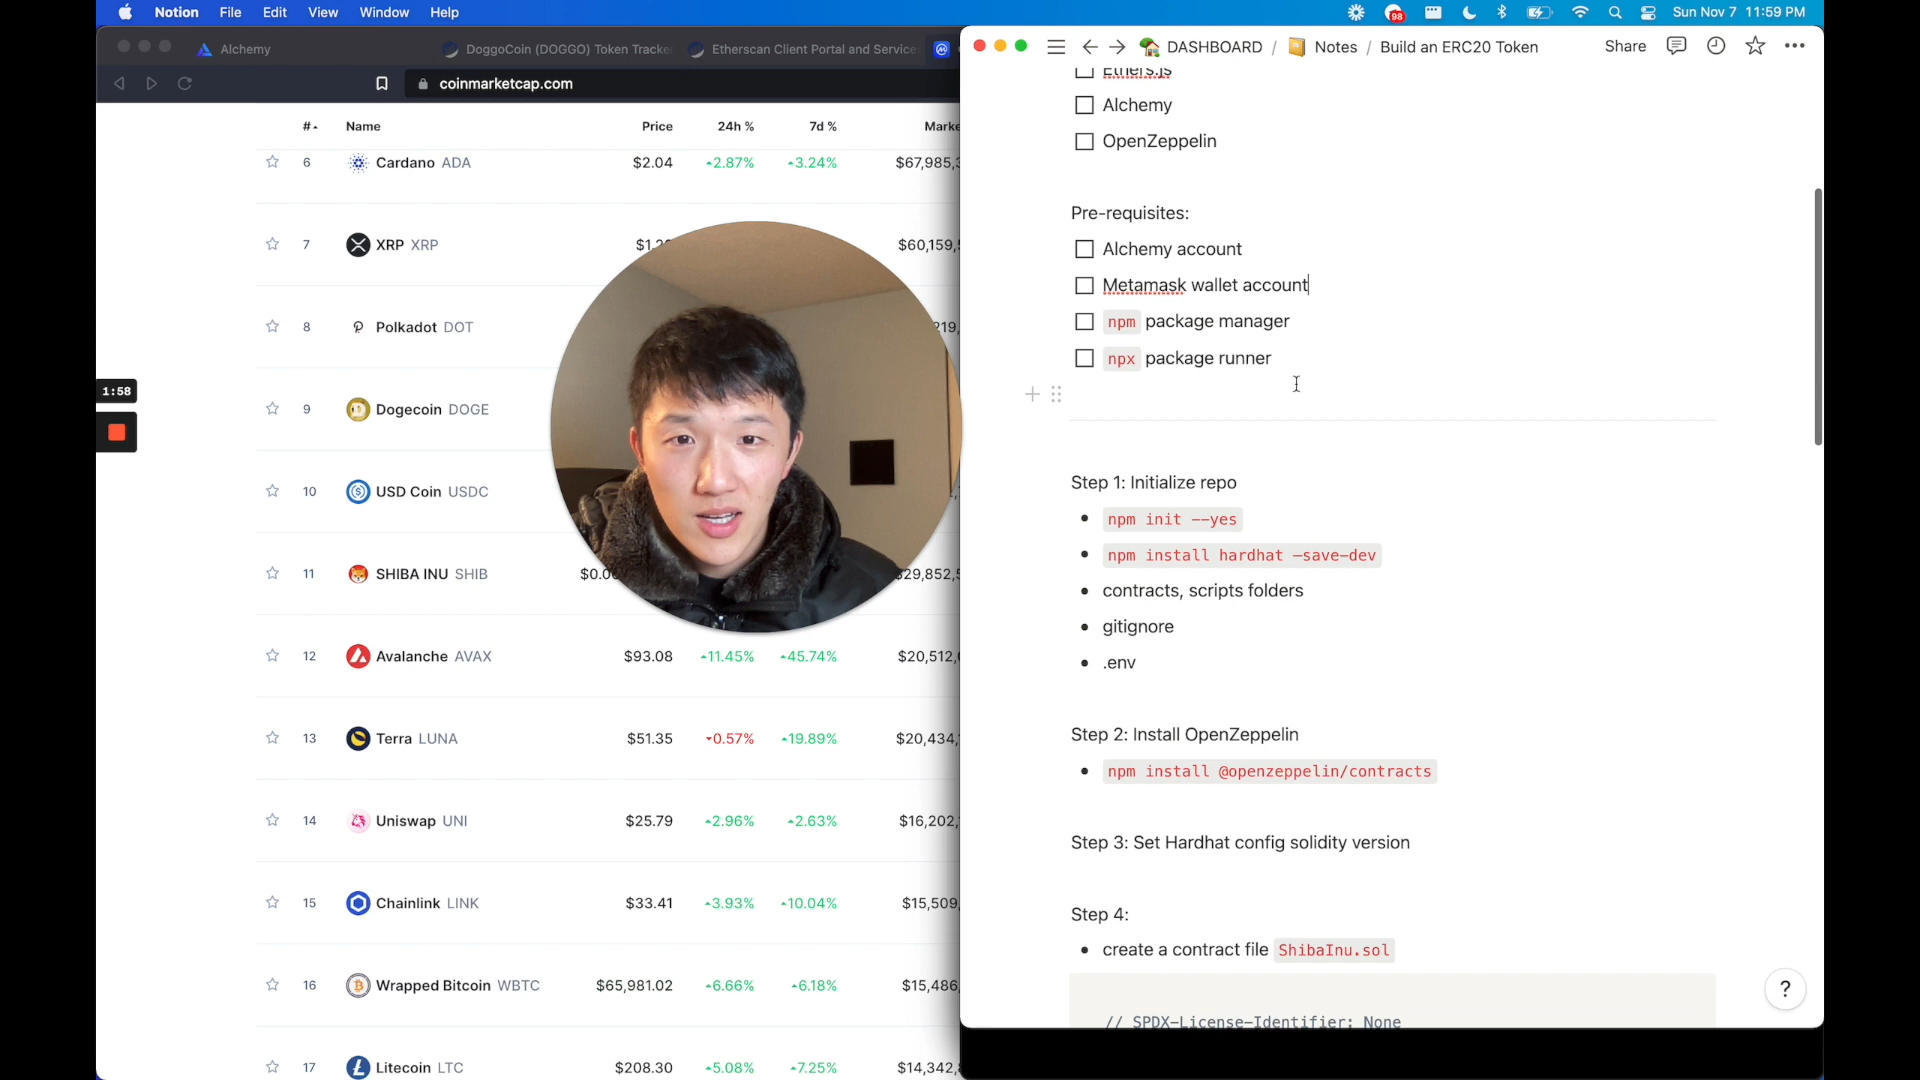 Notion File Edit View Window Help
98
Sun Nov 7 11:59 PM
Alchemy
DoggoCoin (DOGGO) Token Tracke
Etherscan Client Portal and Service
coinmarketcap.com
# Name Price 24h % 7d % Marke
6 Cardano ADA $2.04 2.87% 3.24% $67,985,
7 XRP XRP $60,159,
8 Polkadot DOT
9 Dogecoin DOGE
10 USD Coin USDC
11 SHIBA INU SHIB
12 Avalanche AVAX $93.08 11.45% 45.74% $20,512,
13 Terra LUNA $51.35 0.57% 19.89% $20,434,
14 Uniswap UNI $25.79 2.96% 2.63% $16,202,
15 Chainlink LINK $33.41 3.93% 10.04% $15,509,
16 Wrapped Bitcoin WBTC $65,981.02 6.66% 6.18% $15,486,
17 Litecoin LTC $208.30 5.08% 7.25% $14,342,
1:58
DASHBOARD / Notes / Build an ERC20 Token
Share
Ethers.js
Alchemy
OpenZeppelin
Pre-requisites:
Alchemy account
Metamask wallet account
npm package manager
npx package runner
Step 1: Initialize repo
npm init --yes
npm install hardhat —save-dev
contracts, scripts folders
gitignore
.env
Step 2: Install OpenZeppelin
npm install @openzeppelin/contracts
Step 3: Set Hardhat config solidity version
Step 4:
create a contract file ShibaInu.sol
// SPDX-License-Identifier: None
?